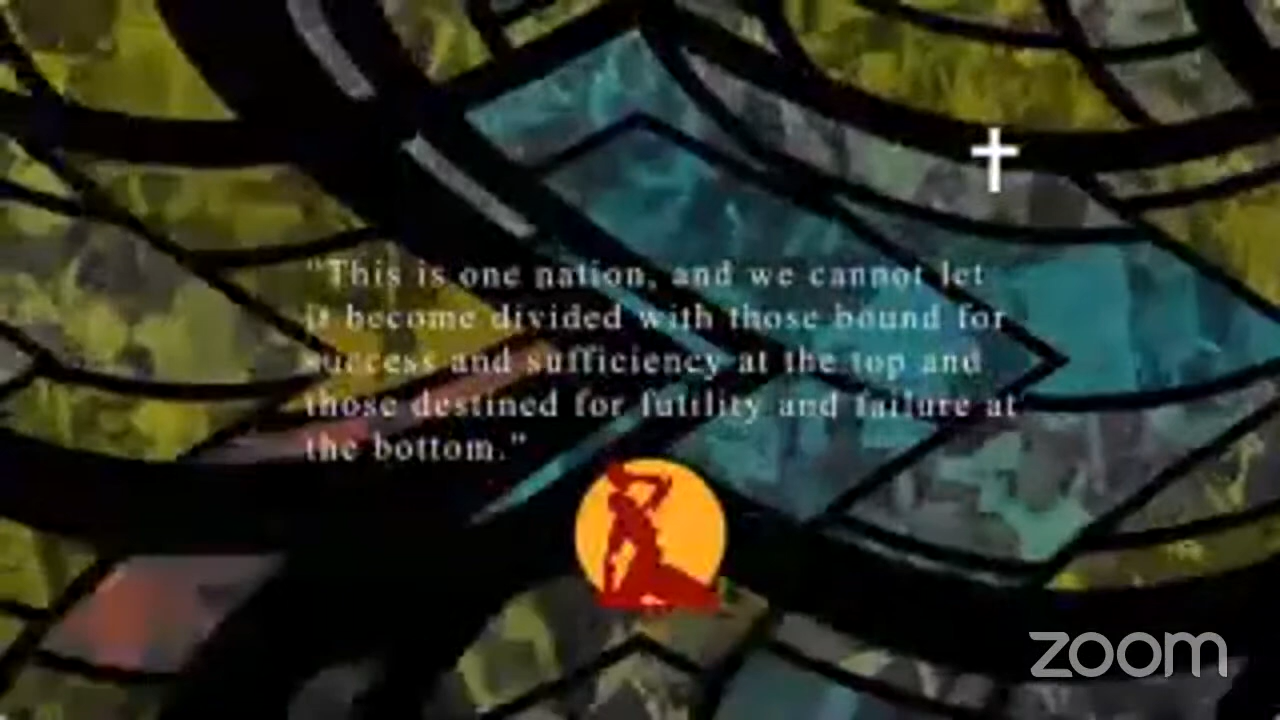 "This is one nation, and we cannot let
it become divided with those bound for
success and sufficiency at the top and
those destined for futility and failure at
the bottom."
zoom